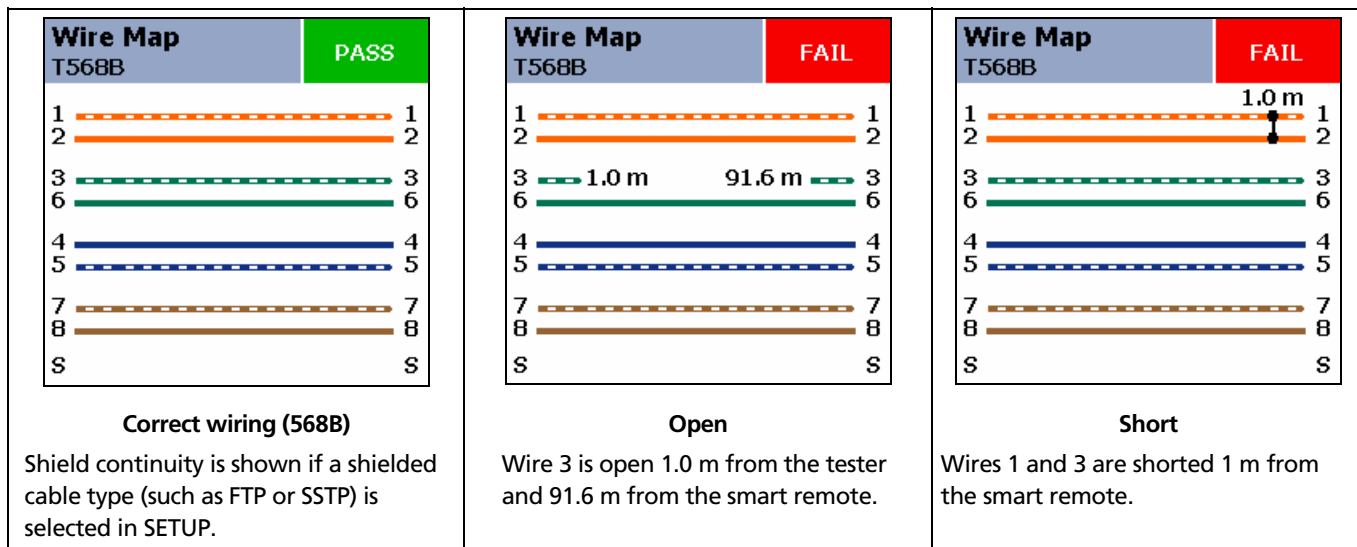 Wire Map
T568B
PASS
1 1
2 2
3 3
6 6
4 4
5 5
7 7
8 8
S S
Correct wiring (568B)
Shield continuity is shown if a shielded
cable type (such as FTP or SSTP) is
selected in SETUP.
Wire Map
T568B
FAIL
1 1
2 2
3 1.0 m 91.6 m 3
6 6
4 4
5 5
7 7
8 8
S S
Open
Wire 3 is open 1.0 m from the tester
and 91.6 m from the smart remote.
Wire Map
T568B
FAIL
1.0 m
1 1
2 2
3 3
6 6
4 4
5 5
7 7
8 8
S S
Short
Wires 1 and 3 are shorted 1 m from
the smart remote.